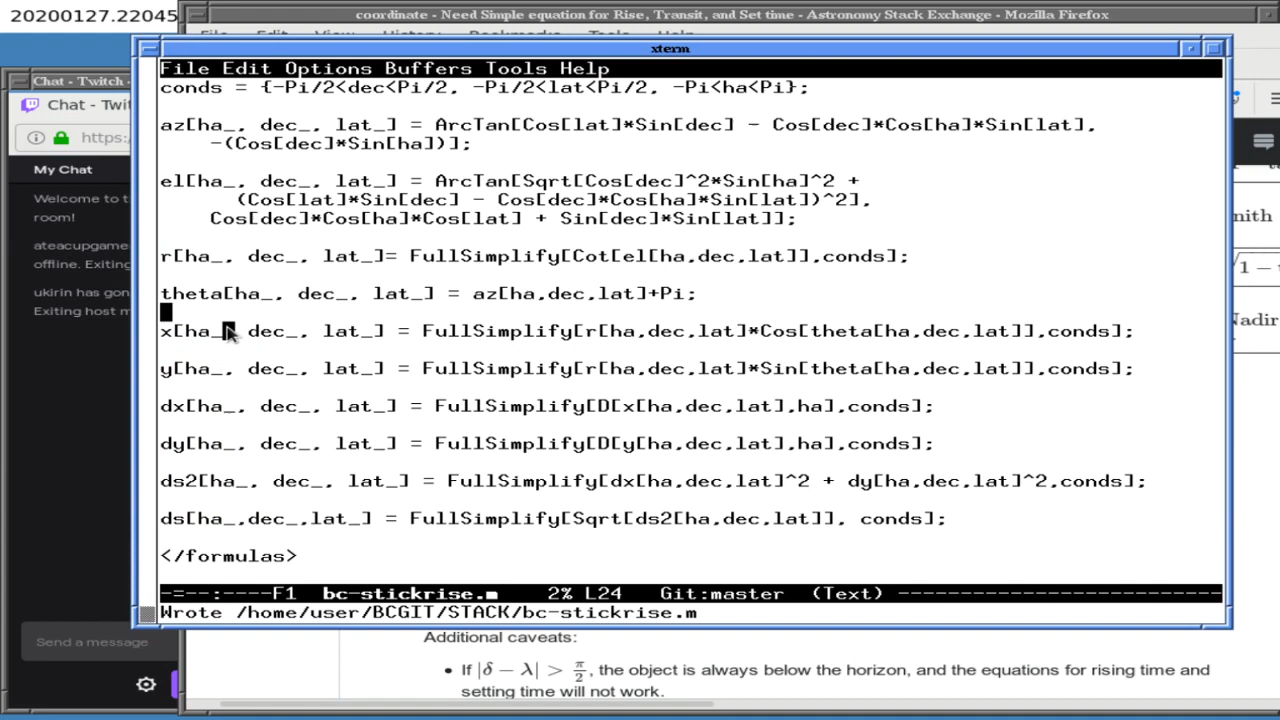 20200127.22045
coordinate - Need Simple equation for Rise, Transit, and Set time - Astronomy Stack Exchange - Mozilla Firefox
xterm
File Edit Options Buffers Tools Help
conds = {-Pi/2<dec<Pi/2, -Pi/2<lat<Pi/2, -Pi<ha<Pi};
az[ha_, dec_, lat_] = ArcTan[Cos[lat]*Sin[dec] - Cos[dec]*Cos[ha]*Sin[lat],
-(Cos[dec]*Sin[ha])];
el[ha_, dec_, lat_] = ArcTan[Sqrt[Cos[dec]^2*Sin[ha]^2 +
(Cos[lat]*Sin[dec] - Cos[dec]*Cos[ha]*Sin[lat])^2],
Cos[dec]*Cos[ha]*Cos[lat] + Sin[dec]*Sin[lat]];
r[ha_, dec_, lat_]= FullSimplify[Cot[el[ha,dec,lat]],conds];
theta[ha_, dec_, lat_] = az[ha,dec,lat]+Pi;
x[ha_, dec_, lat_] = FullSimplify[r[ha,dec,lat]*Cos[theta[ha,dec,lat]],conds];
y[ha_, dec_, lat_] = FullSimplify[r[ha,dec,lat]*Sin[theta[ha,dec,lat]],conds];
dx[ha_, dec_, lat_] = FullSimplify[D[x[ha,dec,lat],ha],conds];
dy[ha_, dec_, lat_] = FullSimplify[D[y[ha,dec,lat],ha],conds];
ds2[ha_, dec_, lat_] = FullSimplify[dx[ha,dec,lat]^2 + dy[ha,dec,lat]^2,conds];
ds[ha_,dec_,lat_] = FullSimplify[Sqrt[ds2[ha,dec,lat]], conds];
</formulas>
-=--:----F1 bc-stickrise.m 2% L24 Git:master (Text) --------------------------
Wrote /home/user/BCGIT/STACK/bc-stickrise.m
Chat - Twitch -
Chat - Twit
https:
My Chat
Welcome to t
room!
ateacupgame
offline. Exiting
ukirin has gon
Exiting host m
Send a message
nith
√1 − t
Nadir
Additional caveats:
• If |δ − λ| > π/2, the object is always below the horizon, and the equations for rising time and
setting time will not work.